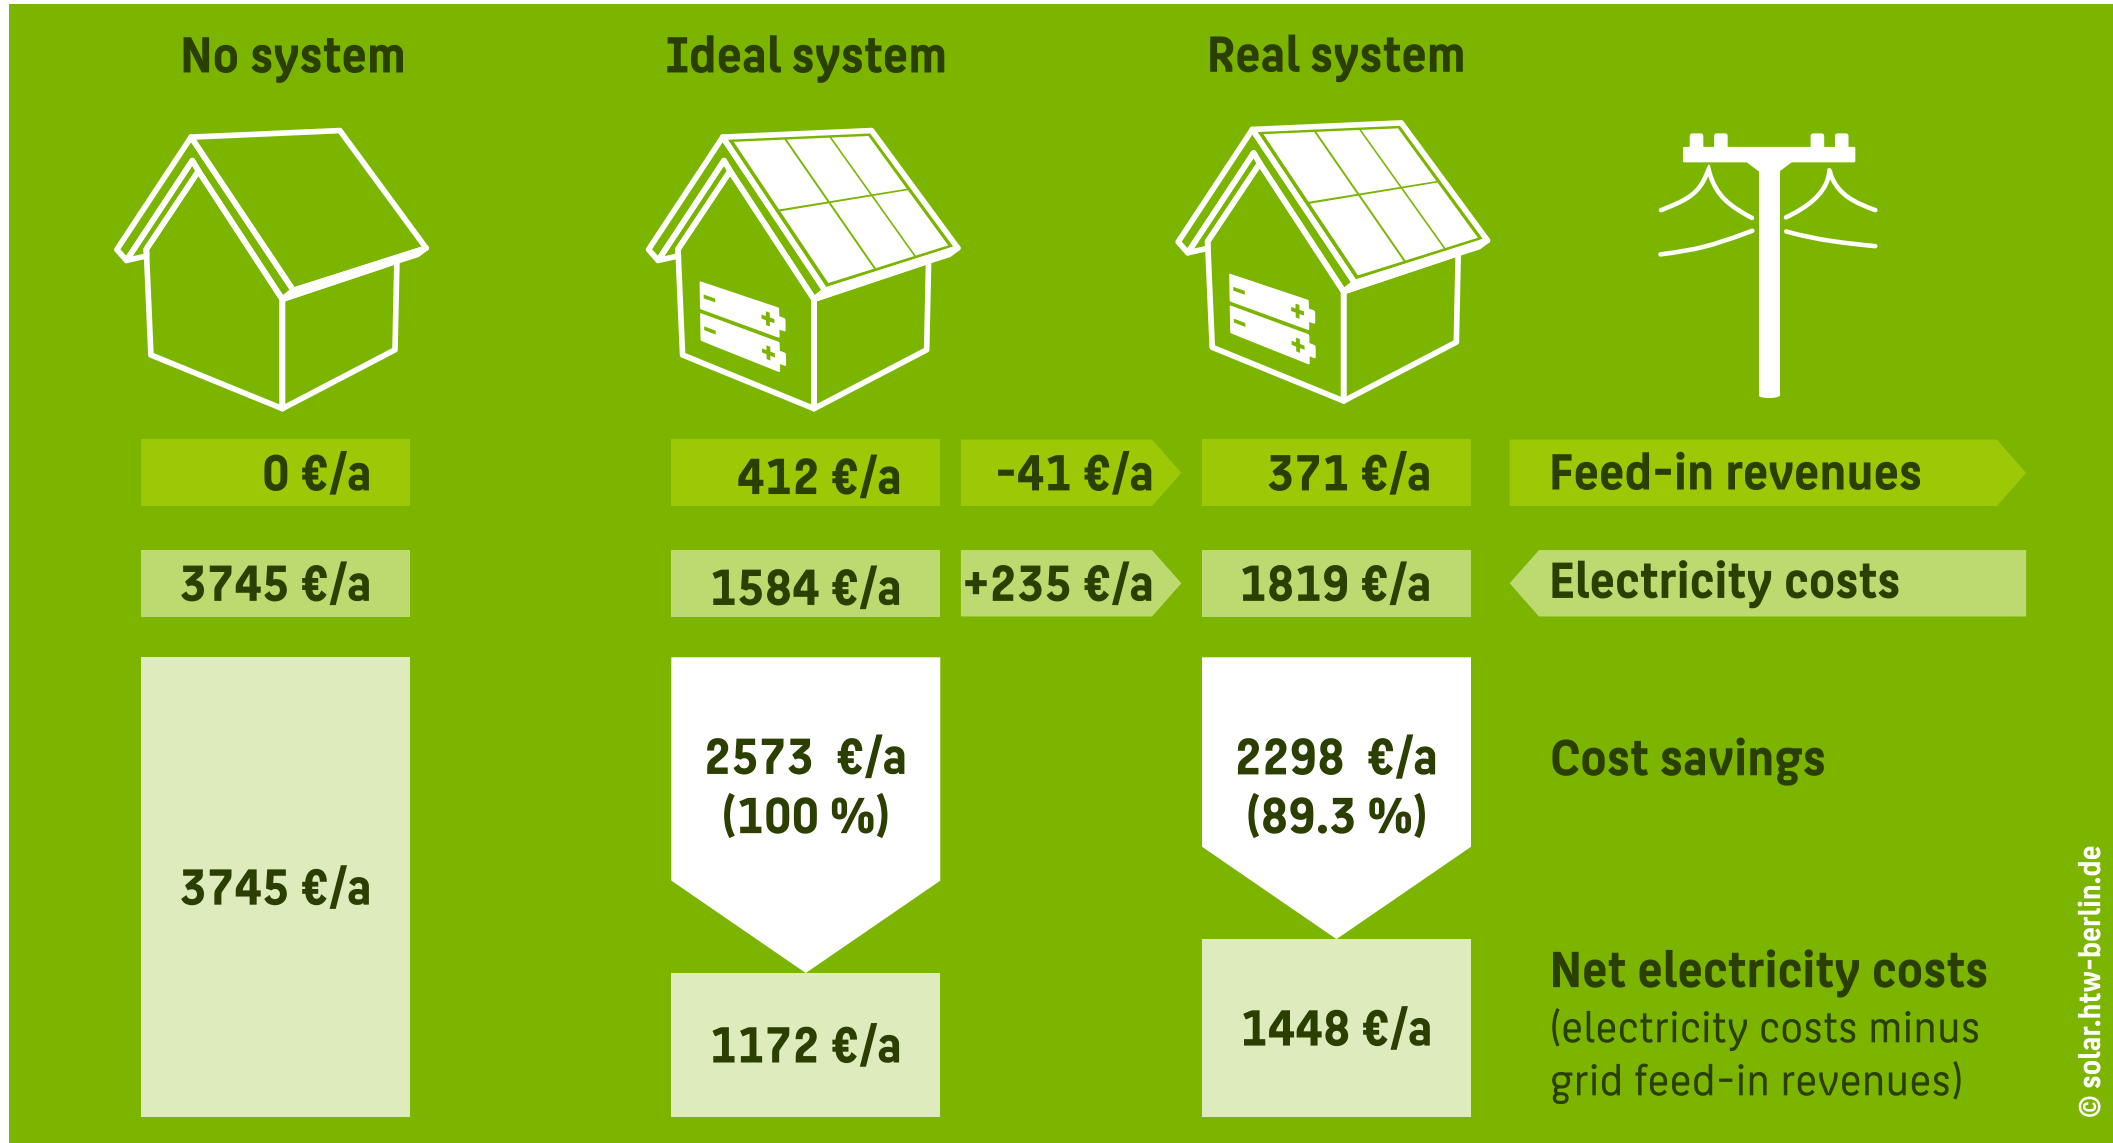 No system
Ideal system
Real system
0 €/a
412 €/a
-41 €/a
371 €/a
Feed-in revenues
3745 €/a
1584 €/a
+235 €/a
1819 €/a
Electricity costs
3745 €/a
2573 €/a
(100 %)
2298 €/a
(89.3 %)
Cost savings
1172 €/a
1448 €/a
Net electricity costs
(electricity costs minus
grid feed-in revenues)
© solar.htw-berlin.de